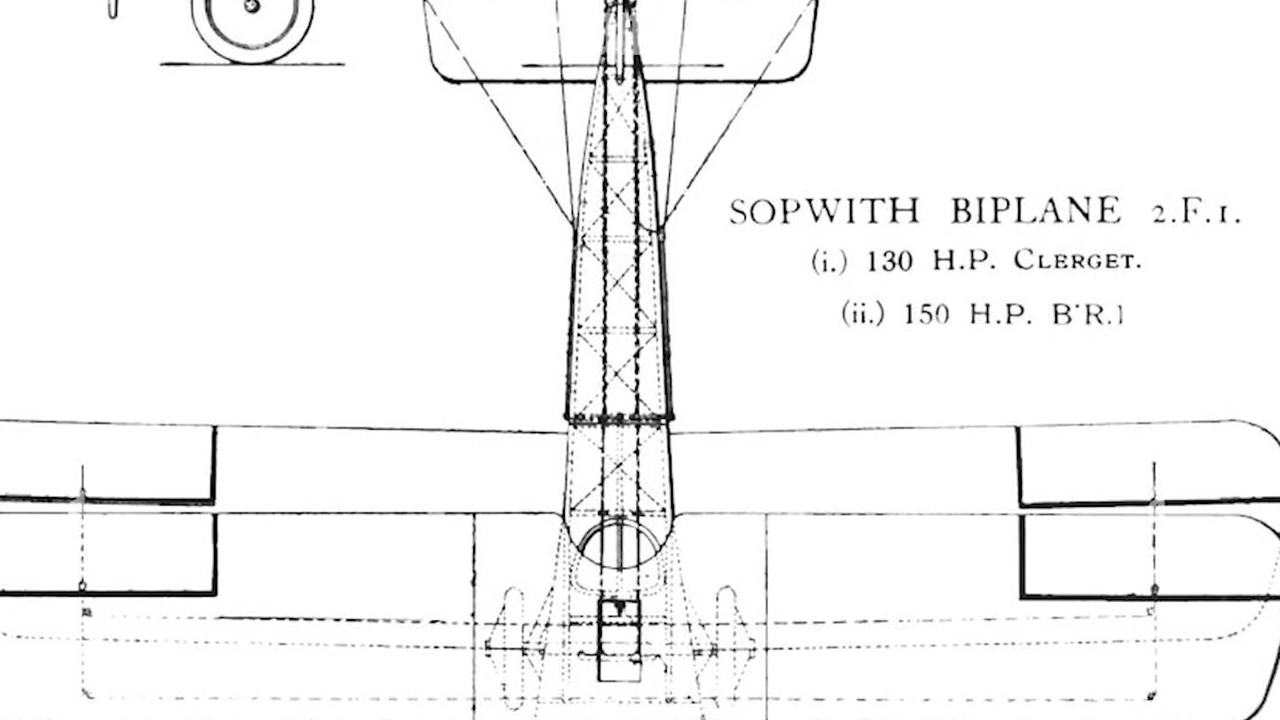 SOPWITH BIPLANE 2.F.1.
(i.) 130 H.P. CLERGET.
(ii.) 150 H.P. B.R.1